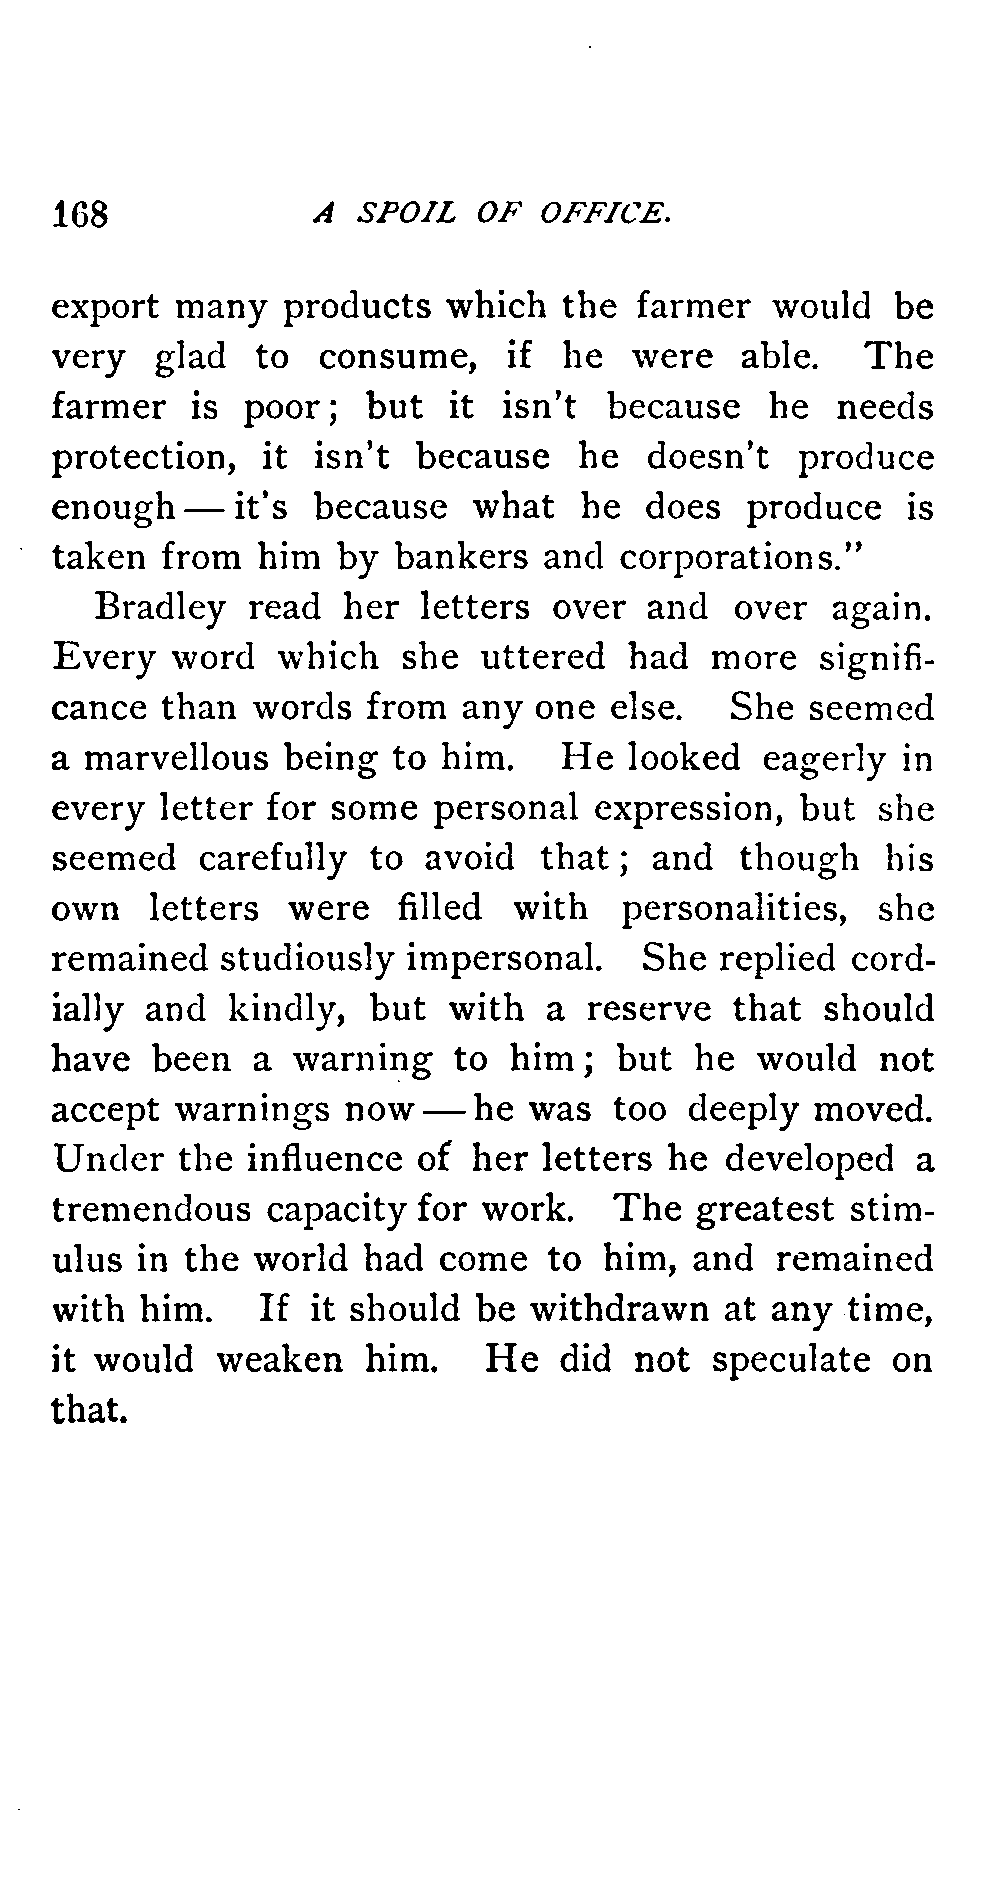 168 A SPOIL OF OFFICE.
export many products which the farmer would be
very glad to consume, if he were able. The
farmer is poor; but it isn't because he needs
protection, it isn't because he doesn't produce
enough — it's because what he does produce is
taken from him by bankers and corporations."
Bradley read her letters over and over again.
Every word which she uttered had more signifi-
cance than words from any one else. She seemed
a marvellous being to him. He looked eagerly in
every letter for some personal expression, but she
seemed carefully to avoid that; and though his
own letters were filled with personalities, she
remained studiously impersonal. She replied cord-
ially and kindly, but with a reserve that should
have been a warning to him; but he would not
accept warnings now — he was too deeply moved.
Under the influence of her letters he developed a
tremendous capacity for work. The greatest stim-
ulus in the world had come to him, and remained
with him. If it should be withdrawn at any time,
it would weaken him. He did not speculate on
that.